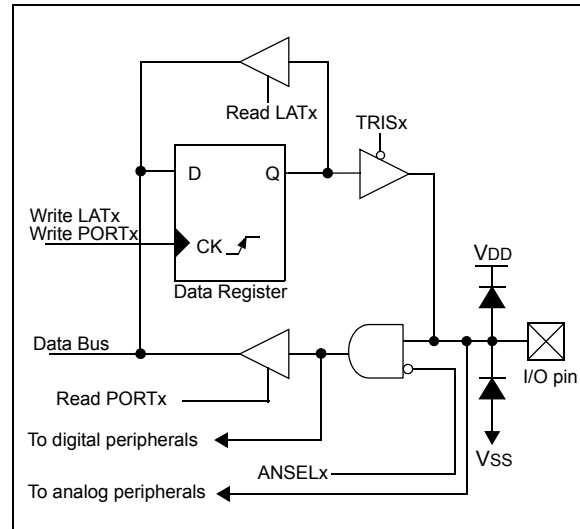 Read LATx
TRISx
D
Q
Write LATx
Write PORTx
CK
Data Register
VDD
Data Bus
I/O pin
Read PORTx
To digital peripherals
VSS
ANSELx
To analog peripherals